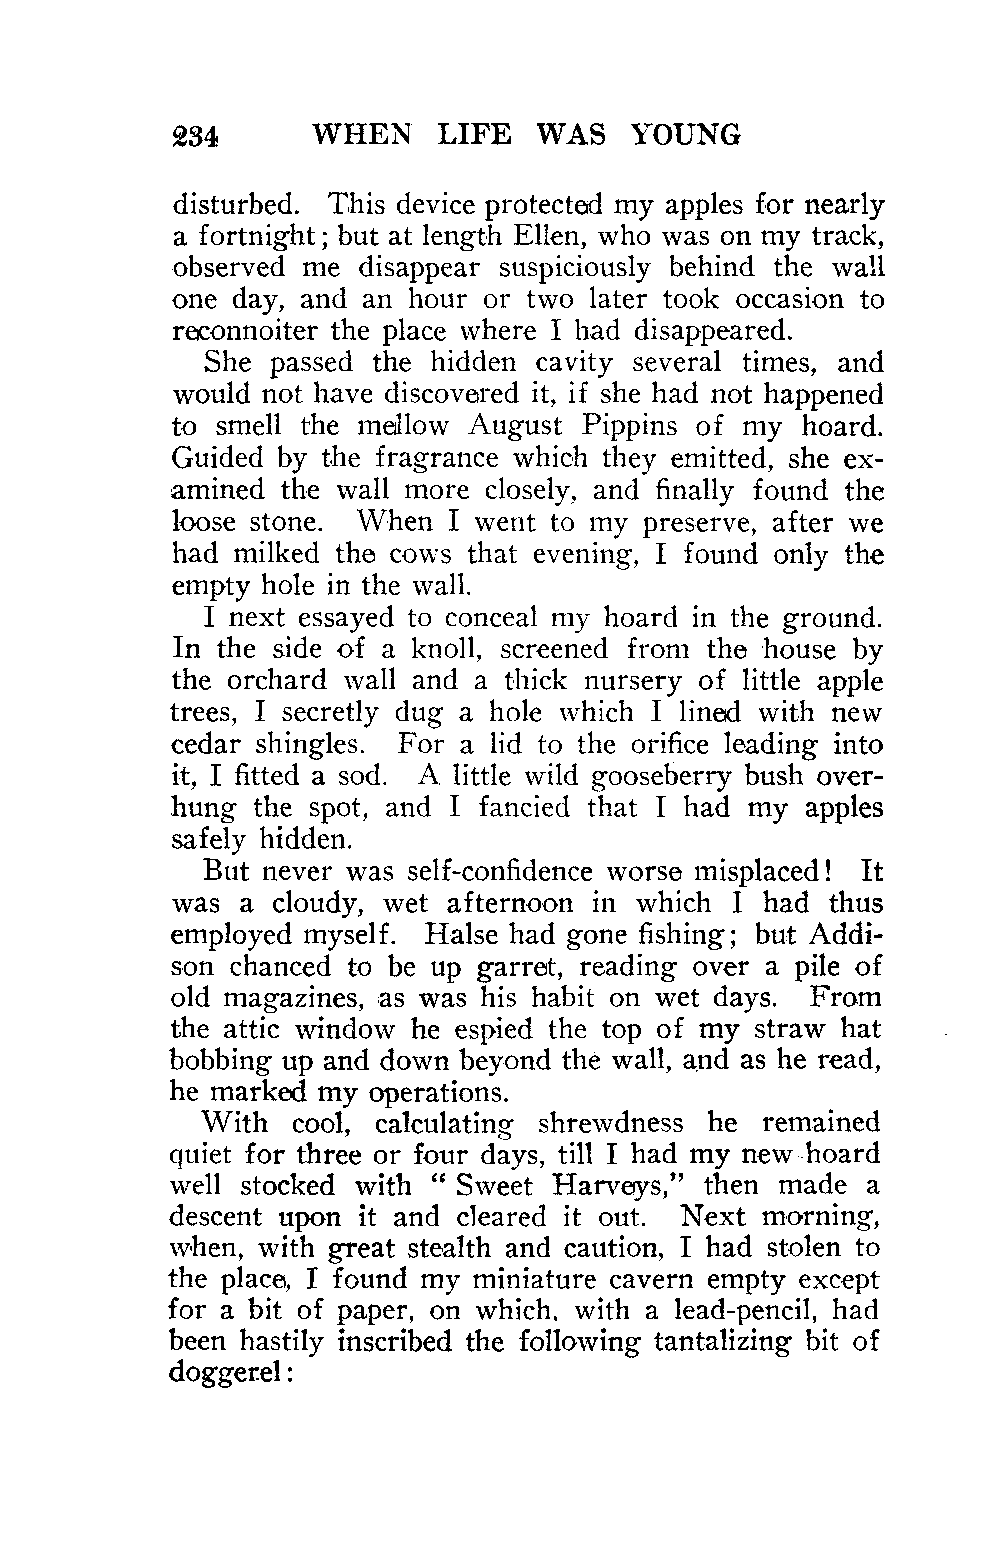 234 WHEN LIFE WAS YOUNG
disturbed. This device protected my apples for nearly
a fortnight; but at length Ellen, who was on my track,
observed me disappear suspiciously behind the wall
one day, and an hour or two later took occasion to
reconnoiter the place where I had disappeared.
She passed the hidden cavity several times, and
would not have discovered it, if she had not happened
to smell the mellow August Pippins of my hoard.
Guided by the fragrance which they emitted, she ex-
amined the wall more closely, and finally found the
loose stone. When I went to my preserve, after we
had milked the cows that evening, I found only the
empty hole in the wall.
I next essayed to conceal my hoard in the ground.
In the side of a knoll, screened from the house by
the orchard wall and a thick nursery of little apple
trees, I secretly dug a hole which I lined with new
cedar shingles. For a lid to the orifice leading into
it, I fitted a sod. A little wild gooseberry bush over-
hung the spot, and I fancied that I had my apples
safely hidden.
But never was self-confidence worse misplaced! It
was a cloudy, wet afternoon in which I had thus
employed myself. Halse had gone fishing; but Addi-
son chanced to be up garret, reading over a pile of
old magazines, as was his habit on wet days. From
the attic window he espied the top of my straw hat
bobbing up and down beyond the wall, and as he read,
he marked my operations.
With cool, calculating shrewdness he remained
quiet for three or four days, till I had my new hoard
well stocked with "Sweet Harveys," then made a
descent upon it and cleared it out. Next morning,
when, with great stealth and caution, I had stolen to
the place, I found my miniature cavern empty except
for a bit of paper, on which, with a lead-pencil, had
been hastily inscribed the following tantalizing bit of
doggerel: